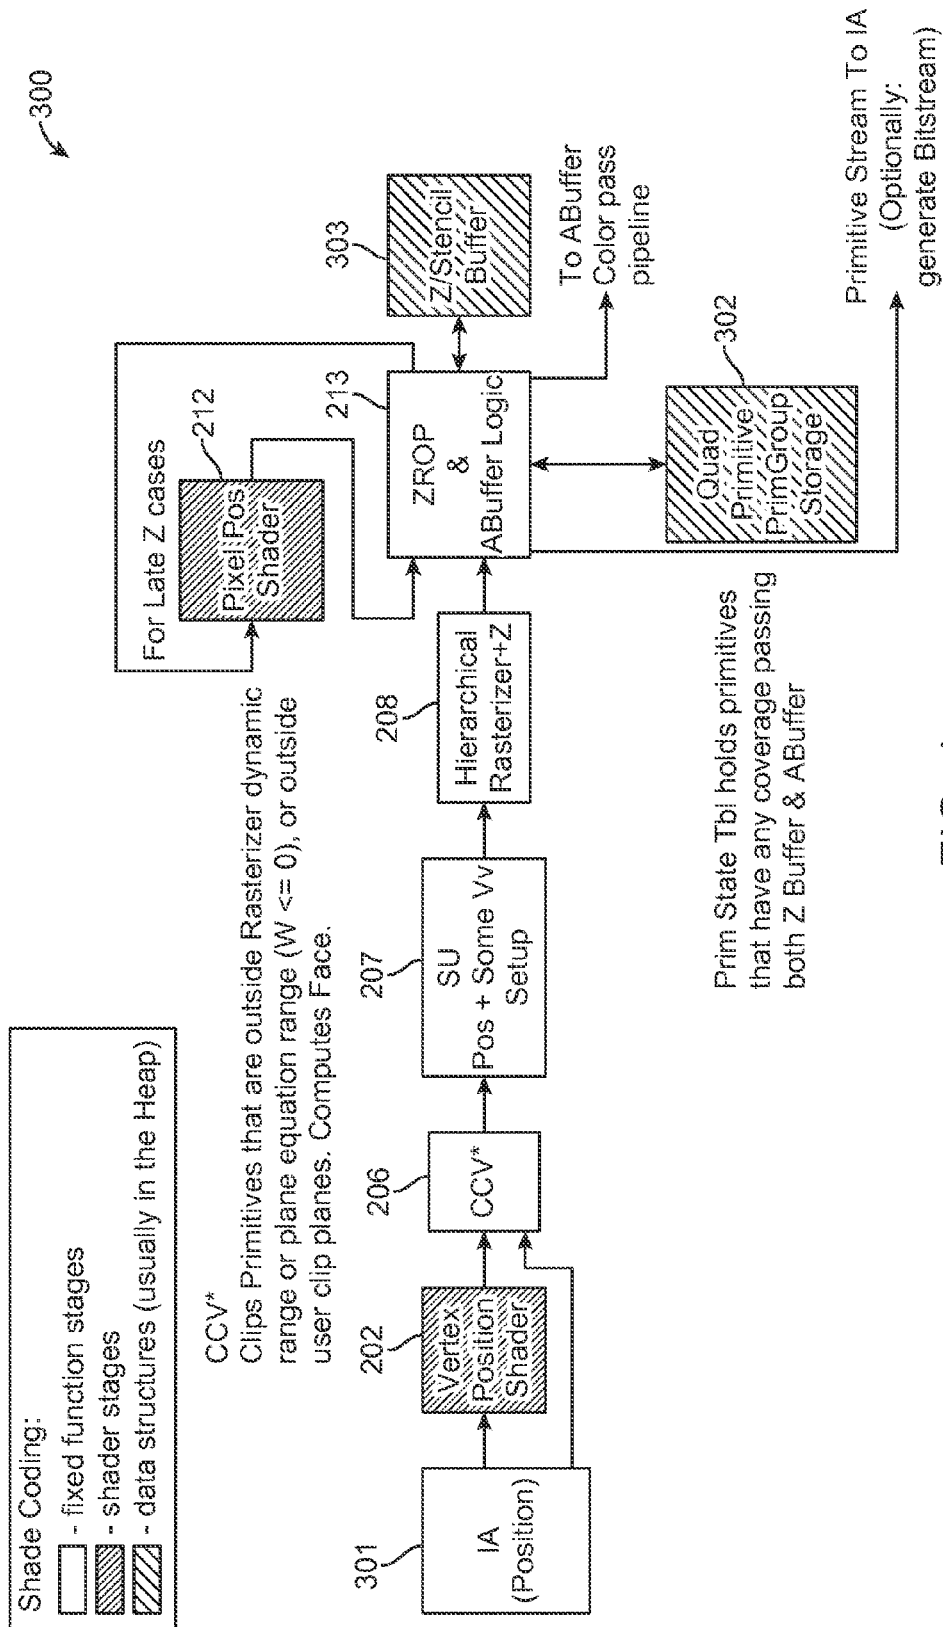 Shade Coding:
- fixed function stages
- shader stages
- data structures (usually in the Heap)
300
CCV*
Clips Primitives that are outside Rasterizer dynamic
range or plane equation range (W <= 0), or outside
user clip planes. Computes Face.
For Late Z cases
212
Pixel Pos
Shader
301
IA
(Position)
202
Vertex
Position
Shader
206
CCV*
207
SU
Pos + Some Vv
Setup
208
Hierarchical
Rasterizer+Z
213
ZROP
&
ABuffer Logic
303
Z/Stencil
Buffer
To ABuffer
Color pass
pipeline
302
Quad
Primitive
PrimGroup
Storage
Prim State Tbl holds primitives
that have any coverage passing
both Z Buffer & ABuffer
Primitive Stream To IA
(Optionally:
generate Bitstream)